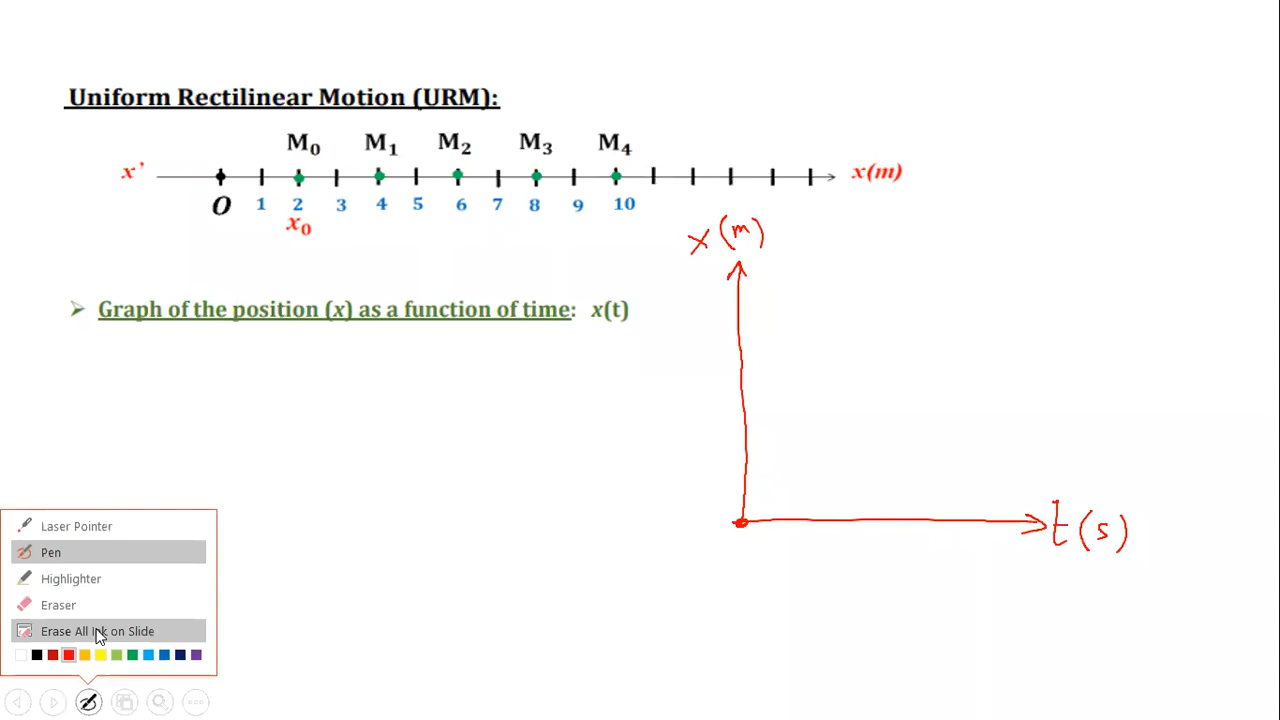 Uniform Rectilinear Motion (URM):
M₀ M₁ M₂ M₃ M₄
x' x(m)
O 1 2 3 4 5 6 7 8 9 10
x₀
x (m)
➢ Graph of the position (x) as a function of time: x(t)
t (s)
Laser Pointer
Pen
Highlighter
Eraser
Erase All Ink on Slide